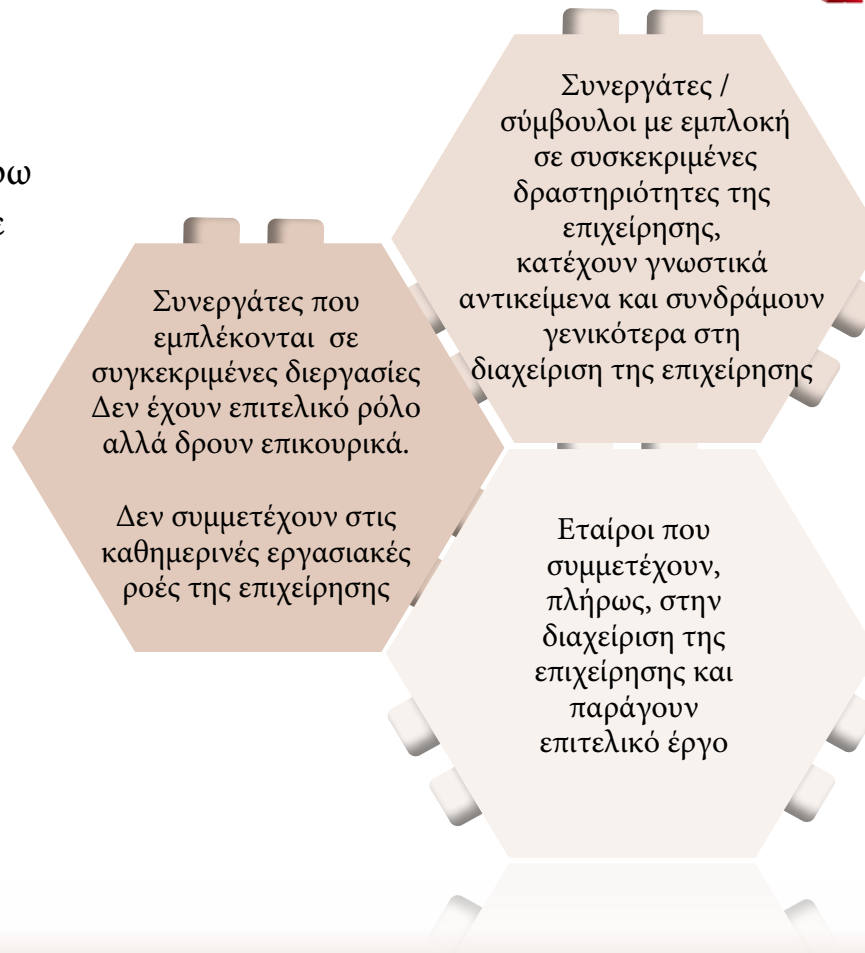 Συνεργάτες /
σύμβουλοι με εμπλοκή
σε συσκεκριμένες
δραστηριότητες της
επιχείρησης,
κατέχουν γνωστικά
αντικείμενα και συνδράμουν
γενικότερα στη
διαχείριση της επιχείρησης
Συνεργάτες που
εμπλέκονται σε
συγκεκριμένες διεργασίες
Δεν έχουν επιτελικό ρόλο
αλλά δρουν επικουρικά.
Δεν συμμετέχουν στις
καθημερινές εργασιακές
ροές της επιχείρησης
Εταίροι που
συμμετέχουν,
πλήρως, στην
διαχείριση της
επιχείρησης και
παράγουν
επιτελικό έργο